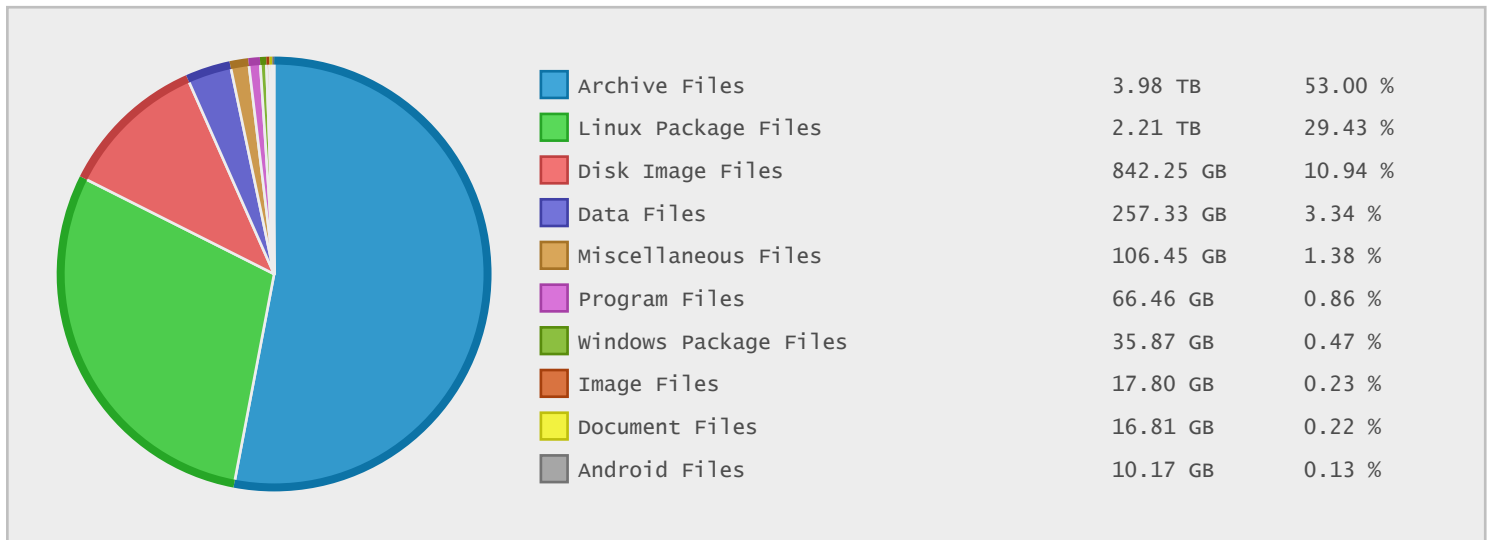 Archive Files 3.98 TB 53.00 %
Linux Package Files 2.21 TB 29.43 %
Disk Image Files 842.25 GB 10.94 %
Data Files 257.33 GB 3.34 %
Miscellaneous Files 106.45 GB 1.38 %
Program Files 66.46 GB 0.86 %
Windows Package Files 35.87 GB 0.47 %
Image Files 17.80 GB 0.23 %
Document Files 16.81 GB 0.22 %
Android Files 10.17 GB 0.13 %